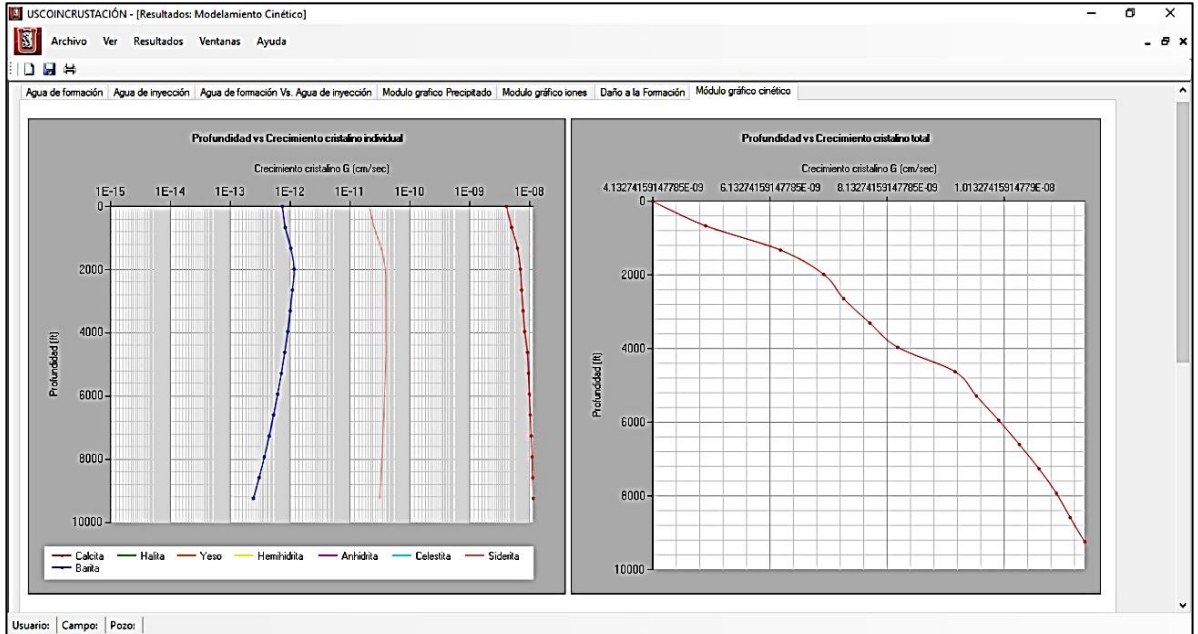 USCOINCRUSTACIÓN - [Resultados: Modelamiento Cinético]
Archivo Ver Resultados Ventanas Ayuda
Agua de formación Agua de inyección Agua de formación Vs. Agua de inyección Modulo grafico Precipitado Modulo gráfico iones Daño a la Formación Módulo gráfico cinético
Profundidad vs Crecimiento cristalino individual
Crecimiento cristalino G (cm/sec)
1E-15 1E-14 1E-13 1E-12 1E-11 1E-10 1E-09 1E-08
0
2000
4000
6000
8000
10000
Profundidad (ft)
Calcita Halita Yeso Hemihidrita Anhidrita Celestita Siderita
Barita
Profundidad vs Crecimiento cristalino total
Crecimiento cristalino G (cm/sec)
4.13274159147785E-09 6.13274159147785E-09 8.13274159147785E-09 1.01327415914779E-08
0
2000
4000
6000
8000
10000
Profundidad (ft)
Usuario: Campo: Pozo: